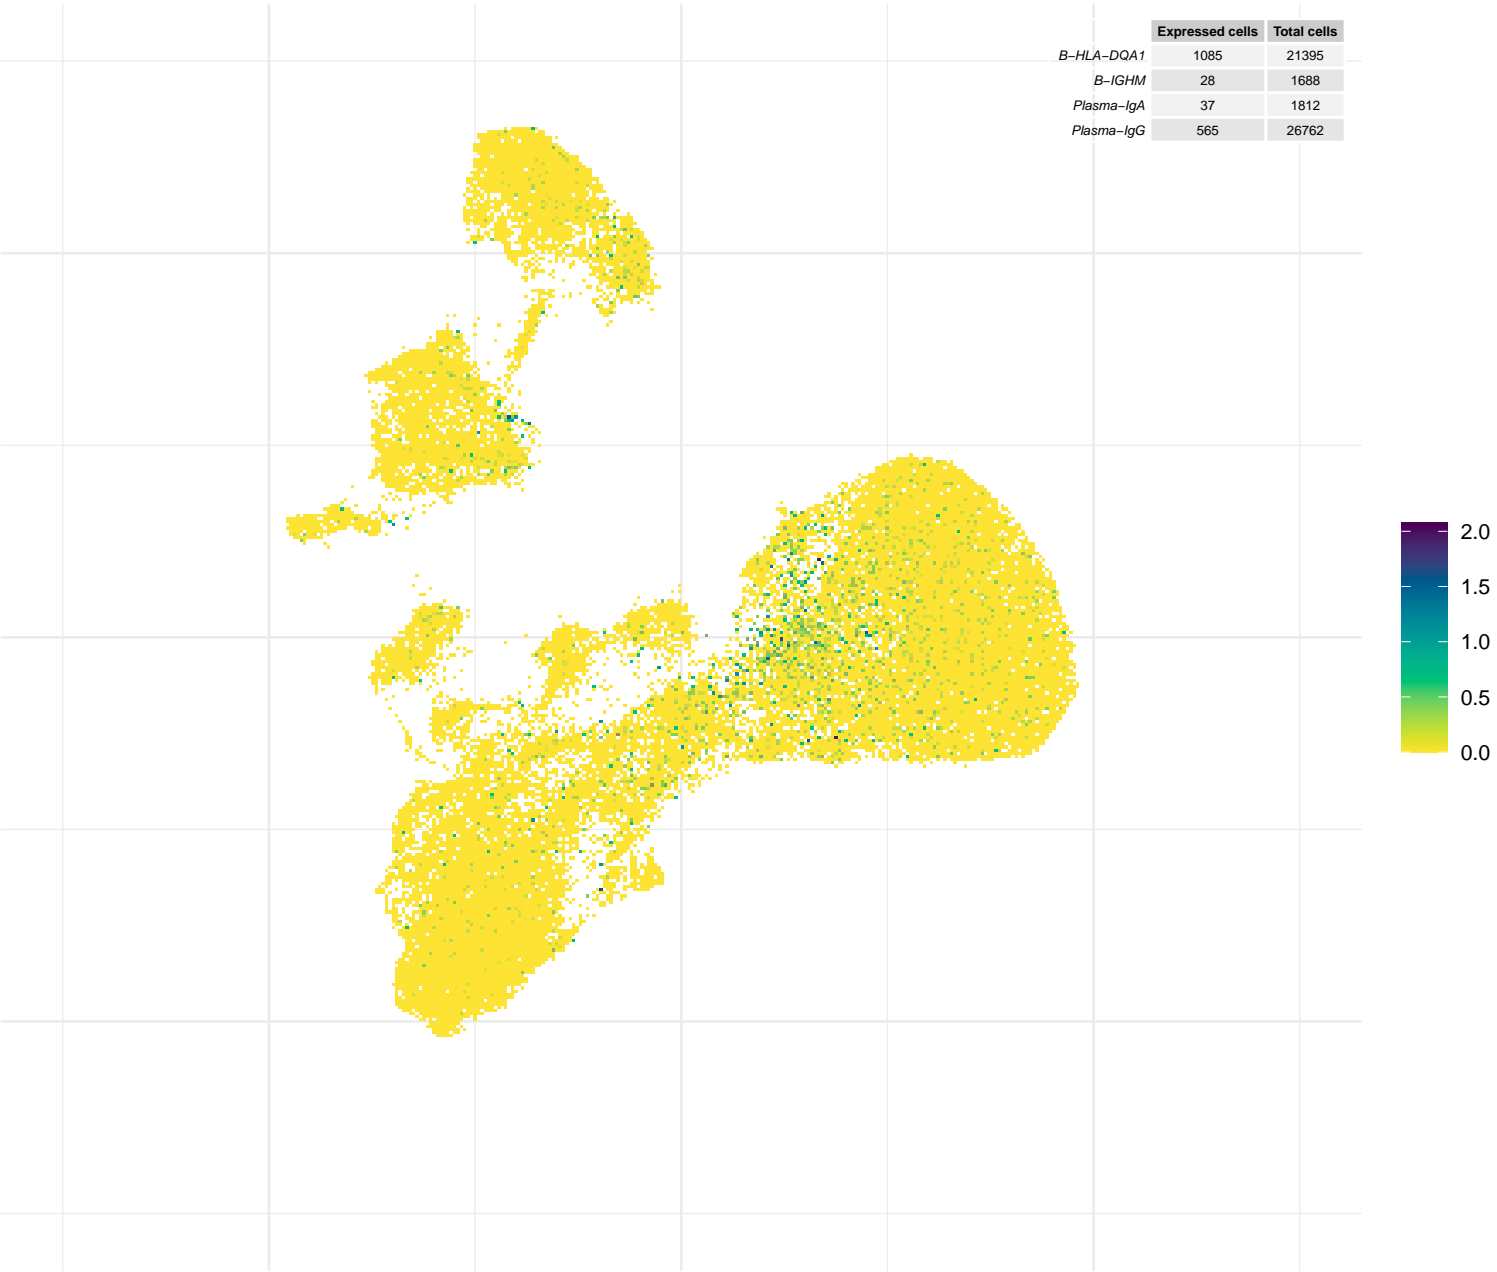 Expressed cells Total cells
B−HLA−DQA1 1085 21395
B−IGHM 28 1688
Plasma−IgA 37 1812
Plasma−IgG 565 26762
2.0
1.5
1.0
0.5
0.0